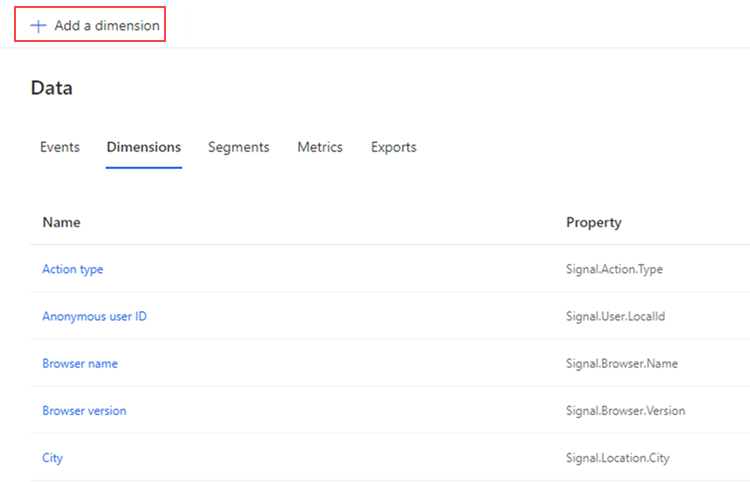 Add a dimension
Data
Events Dimensions Segments Metrics Exports
Name Property
Action type Signal.Action.Type
Anonymous user ID Signal.User.LocalId
Browser name Signal.Browser.Name
Browser version Signal.Browser.Version
City Signal.Location.City